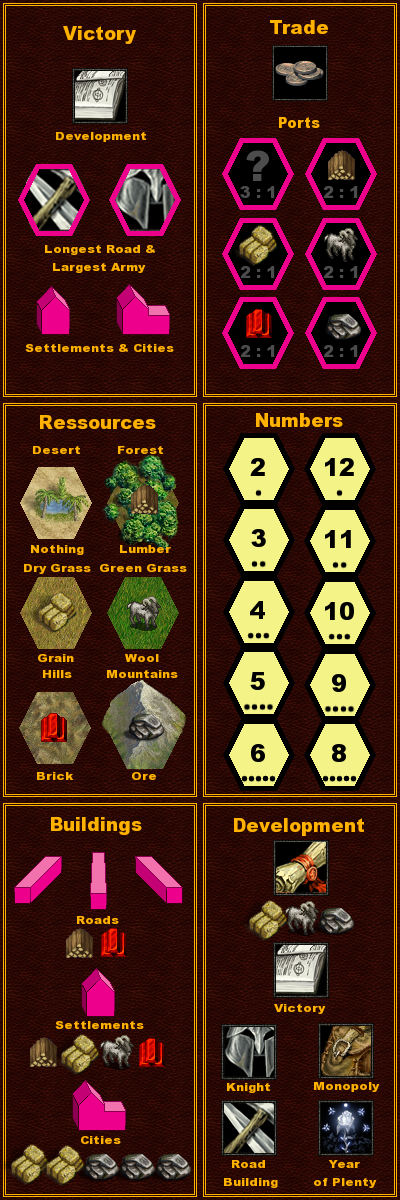 Victory
Development
Longest Road &
Largest Army
Settlements & Cities
Trade
Ports
?
3 : 1
2 : 1
2 : 1
2 : 1
2 : 1
2 : 1
Ressources
Desert Forest
Nothing Lumber
Dry Grass Green Grass
Grain Wool
Hills Mountains
Brick Ore
Numbers
2 12
3 11
4 10
5 9
6 8
Buildings
Roads
Settlements
Cities
Development
Victory
Knight Monopoly
Road Year
Building of Plenty